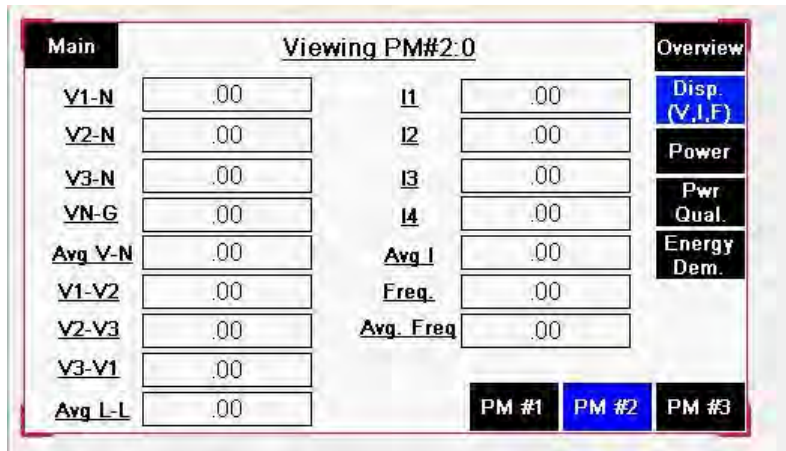 Main
Viewing PM#2:0
Overview
V1-N .00 I1 .00
Disp.
(V,I,F)
V2-N .00 I2 .00
Power
V3-N .00 I3 .00
Pwr
Qual.
VN-G .00 I4 .00
Avg V-N .00 Avg I .00
Energy
Dem.
V1-V2 .00 Freq. .00
V2-V3 .00 Avg. Freq .00
V3-V1 .00
Avg L-L .00
PM #1 PM #2 PM #3